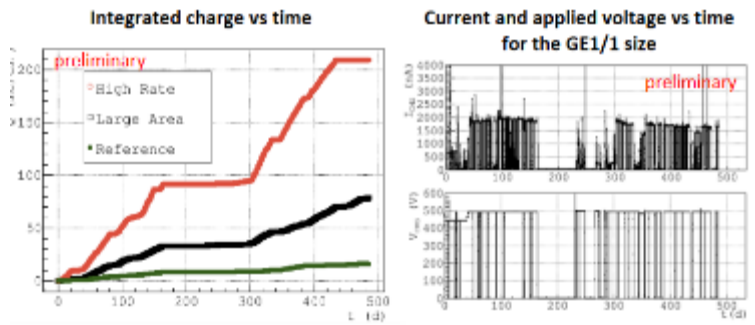 Integrated charge vs time
preliminary
High Rate
Large Area
Reference
200
150
100
50
0
0 100 200 300 400 500
t (d)
Current and applied voltage vs time
for the GE1/1 size
preliminary
(nA)
4000
3500
3000
2500
2000
1500
1000
500
0
0 100 200 300 400 500
(V)
600
500
400
300
200
100
0
0 100 200 300 400 500
t (d)